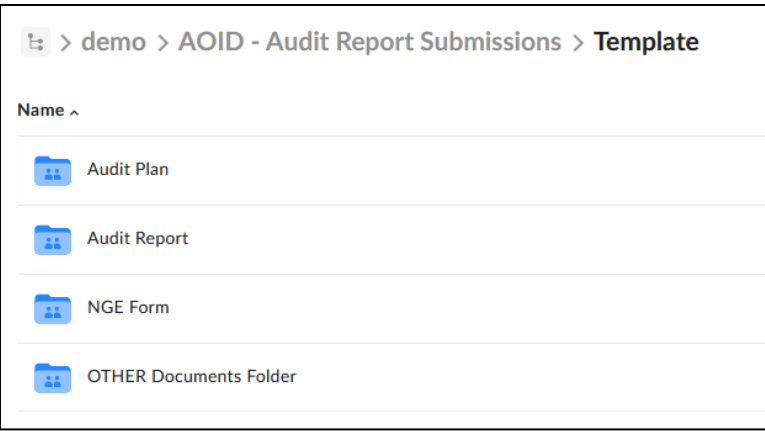 > demo > AOID - Audit Report Submissions > Template
Name
Audit Plan
Audit Report
NGE Form
OTHER Documents Folder